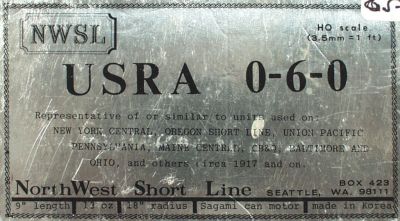 NWSL
HO scale
(3.5mm = 1 ft)
USRA 0-6-0
Representative of or similar to units used on:
NEW YORK CENTRAL, OREGON SHORT LINE, UNION PACIFIC
PENNSYLVANIA, MAINE CENTRAL, CB&Q, BALTIMORE AND
OHIO, and others circa 1917 and on.
NorthWest Short Line
BOX 423
SEATTLE, WA. 98111
9" length 13 oz 18" radius Sagami can motor made in Korea